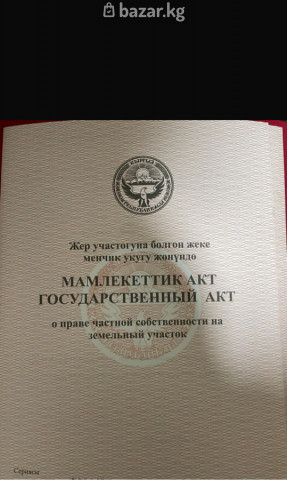 bazar.kg
Жер участогуна болгон жеке
менчик укугу жөнүндө
МАМЛЕКЕТТИК АКТ
ГОСУДАРСТВЕННЫЙ АКТ
о праве частной собственности на
земельный участок
Сериясы